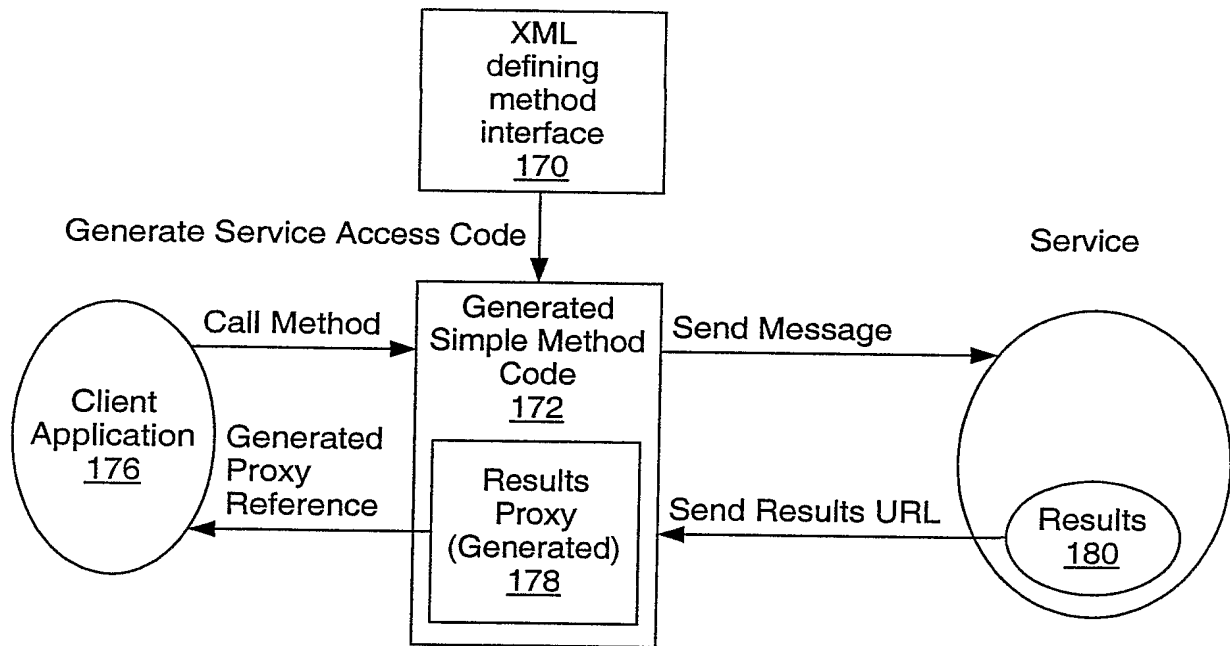 XML
defining
method
interface
170
Generate Service Access Code
Service
Client
Application
176
Call Method
Generated
Proxy
Reference
Generated
Simple Method
Code
172
Results
Proxy
(Generated)
178
Send Message
Send Results URL
Results
180